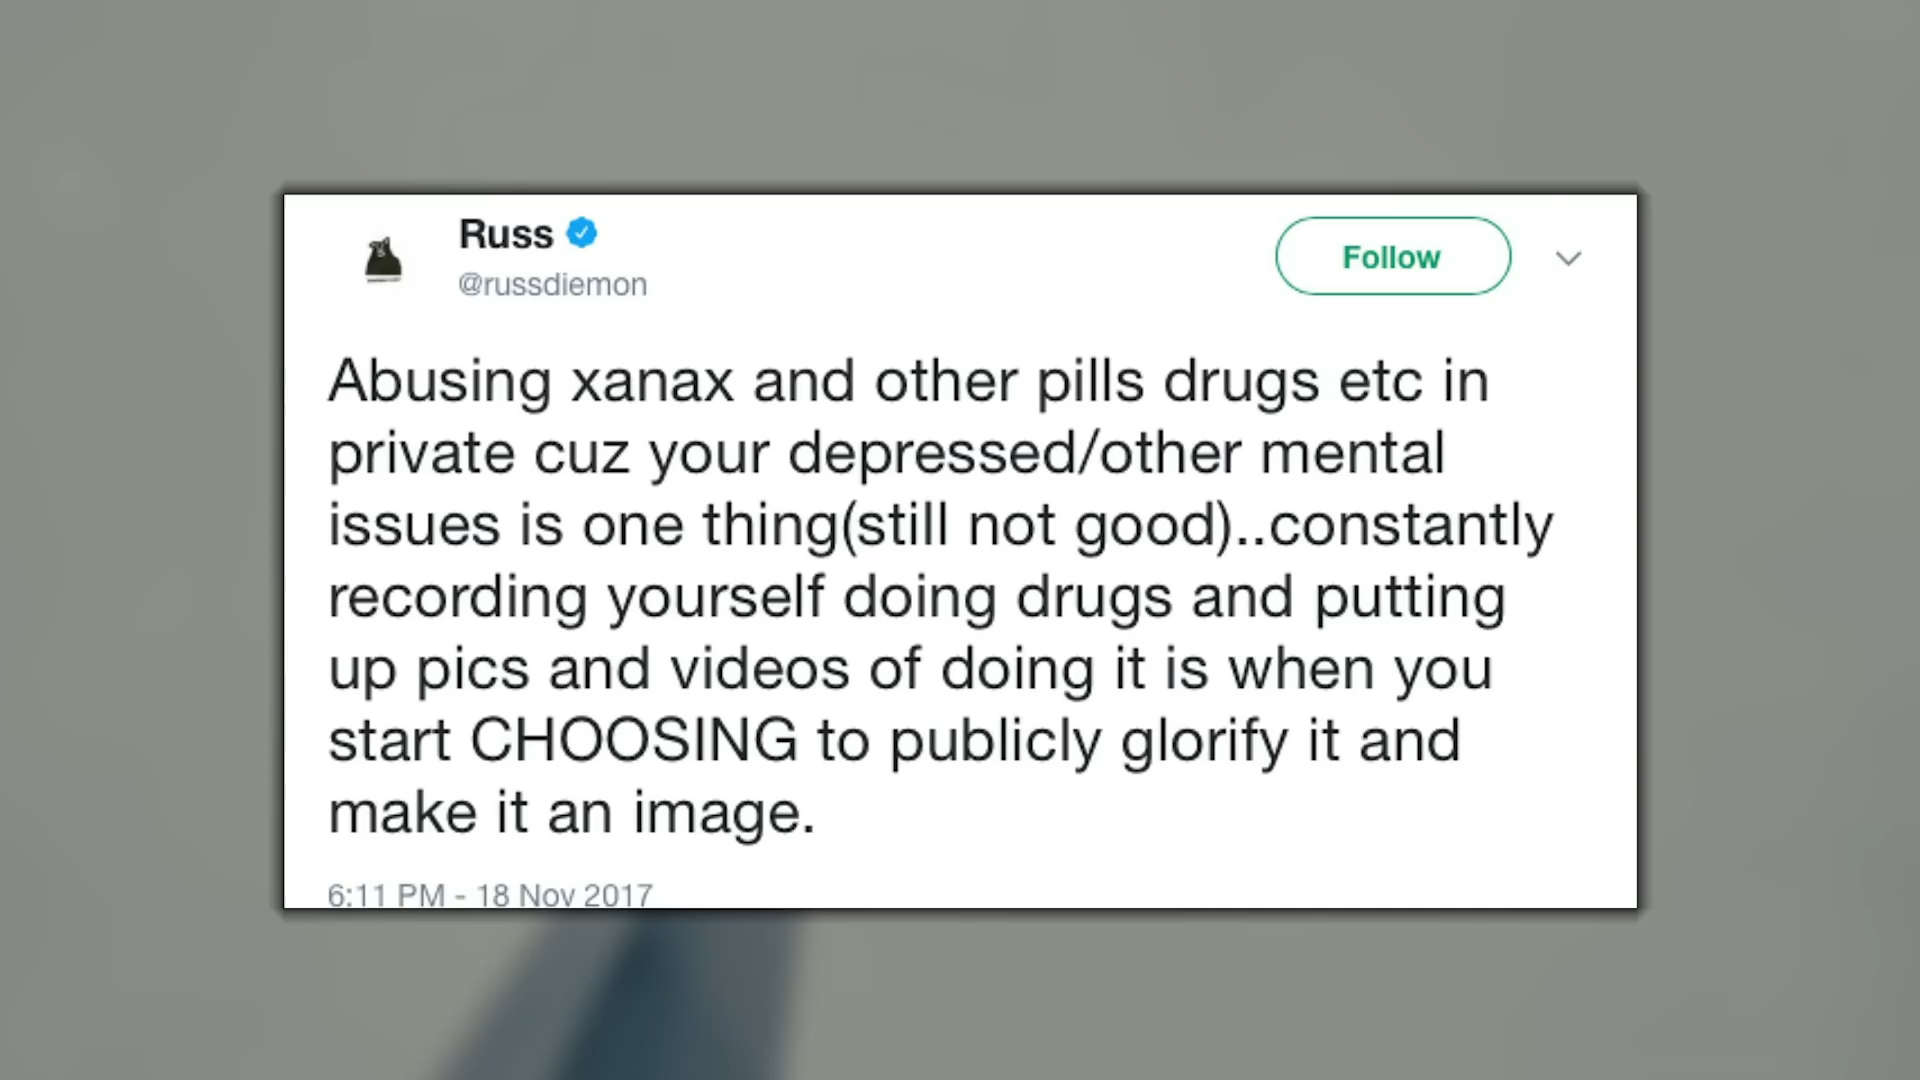 Russ
@russdiemon
Follow
Abusing xanax and other pills drugs etc in
private cuz your depressed/other mental
issues is one thing(still not good)..constantly
recording yourself doing drugs and putting
up pics and videos of doing it is when you
start CHOOSING to publicly glorify it and
make it an image.
6:11 PM - 18 Nov 2017